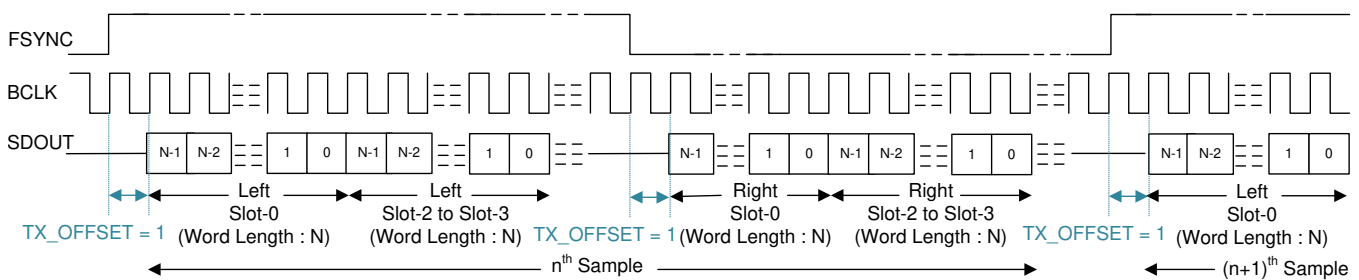 FSYNC
BCLK
SDOUT
N-1 N-2 1 0 N-1 N-2 1 0 N-1 1 0 N-1 N-2 1 0 N-1 N-2 1 0
Left Left Right Right Left
Slot-0 Slot-2 to Slot-3 Slot-0 Slot-2 to Slot-3 Slot-0
TX_OFFSET = 1 (Word Length : N) (Word Length : N) TX_OFFSET = 1 (Word Length : N) (Word Length : N) TX_OFFSET = 1 (Word Length : N)
nth Sample (n+1)th Sample